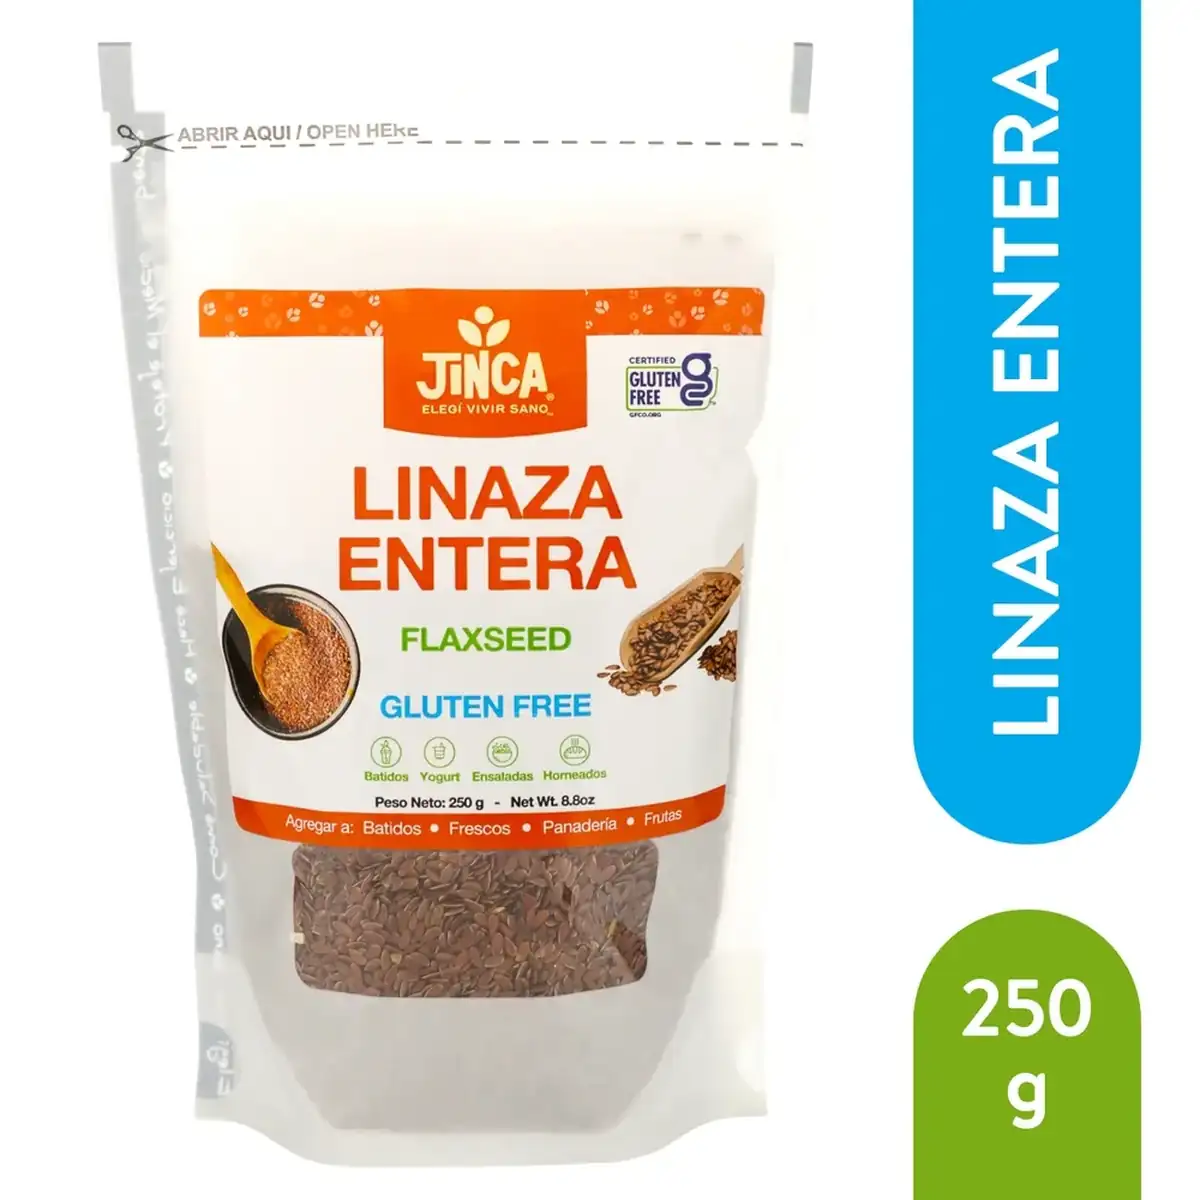 ABRIR AQUI / OPEN HERE
JINCA®
ELEGÍ VIVIR SANO™
CERTIFIED
GLUTEN
FREE
GFCO.ORG
LINAZA
ENTERA
FLAXSEED
GLUTEN FREE
Batidos Yogurt Ensaladas Horneados
Peso Neto: 250 g - Net Wt. 8.8oz
Agregar a: Batidos • Frescos • Panadería • Frutas
LINAZA ENTERA
250
g